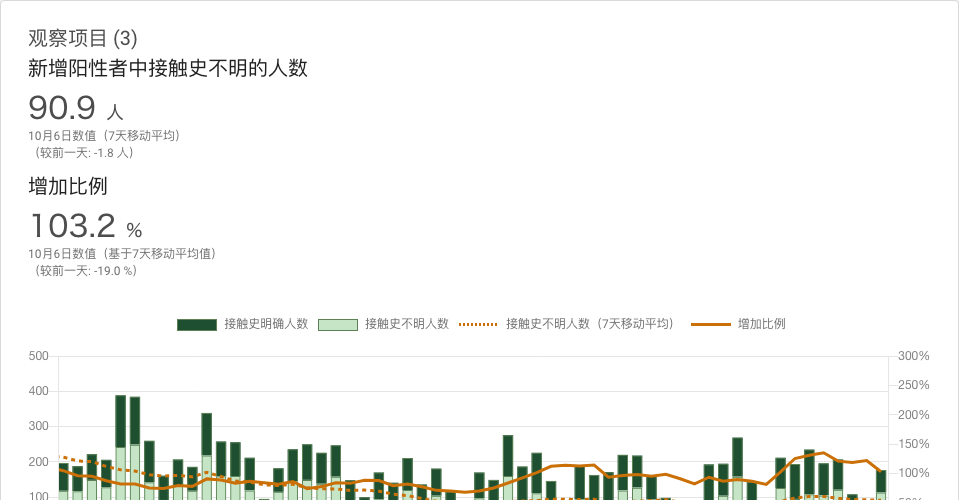 观察项目 (3)
新增阳性者中接触史不明的人数
90.9 人
10月6日数值（7天移动平均）
（较前一天: -1.8 人）
增加比例
103.2 %
10月6日数值（基于7天移动平均值）
（较前一天: -19.0 %）
接触史明确人数 接触史不明人数 接触史不明人数（7天移动平均） 增加比例
500 300%
250%
400
200%
300
150%
200
100%
100